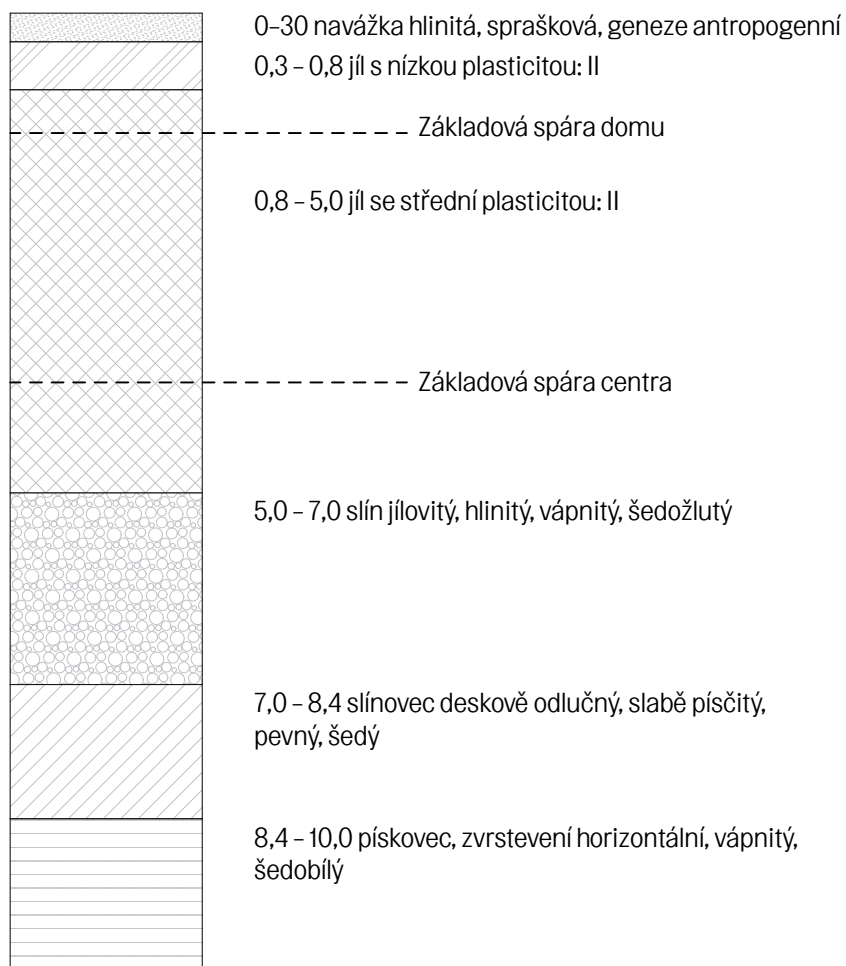 0–30 navážka hlinitá, sprašková, geneze antropogenní
0,3 – 0,8 jíl s nízkou plasticitou: II
Základová spára domu
0,8 – 5,0 jíl se střední plasticitou: II
Základová spára centra
5,0 – 7,0 slín jílovitý, hlinitý, vápnitý, šedožlutý
7,0 – 8,4 slínovec deskově odlučný, slabě písčitý,
pevný, šedý
8,4 – 10,0 pískovec, zvrstevení horizontální, vápnitý,
šedobílý